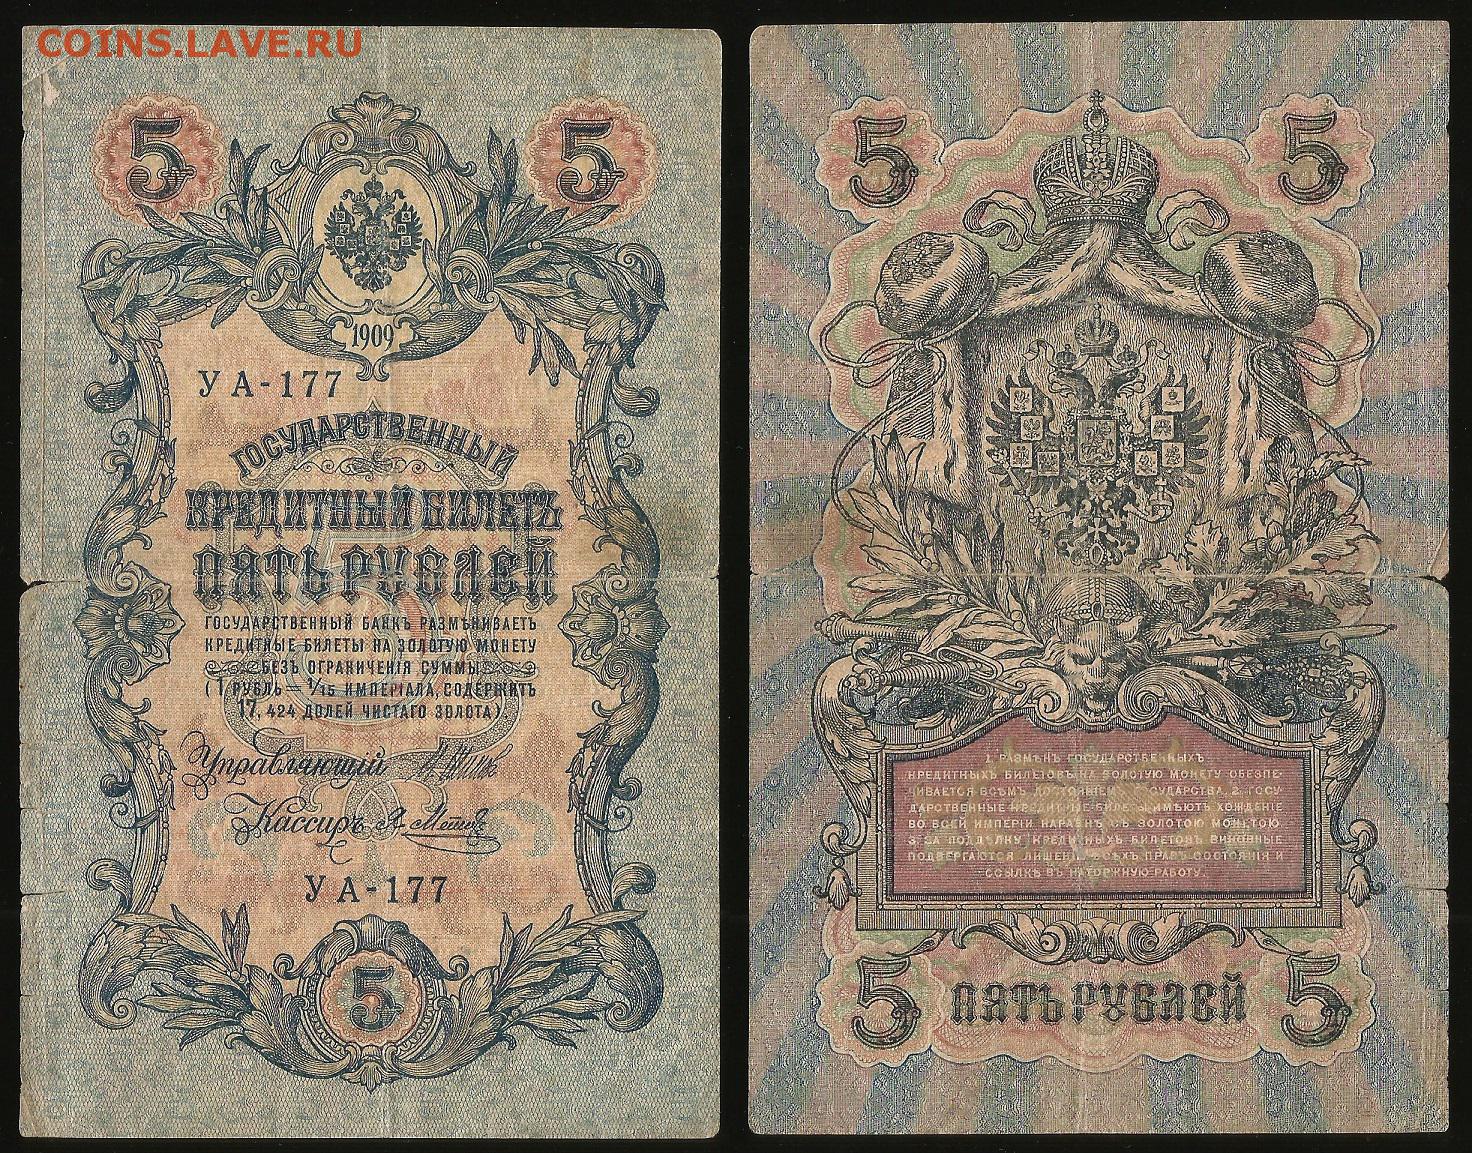 COINS.LAVE.RU
5 5
1909
УА-177
ГОСУДАРСТВЕННЫЙ
КРЕДИТНЫЙ БИЛЕТЪ
ПЯТЬ РУБЛЕЙ
ГОСУДАРСТВЕННЫЙ БАНКЪ РАЗМѢНИВАЕТЪ
КРЕДИТНЫЕ БИЛЕТЫ НА ЗОЛОТУЮ МОНЕТУ
БЕЗЪ ОГРАНИЧЕНІЯ СУММЫ
(1 РУБЛЬ = 1/15 ИМПЕРІАЛА, СОДЕРЖИТЪ
17,424 ДОЛЕЙ ЧИСТАГО ЗОЛОТА).
Управляющій
Кассиръ
УА-177
5
5 5
1. РАЗМѢНЪ ГОСУДАРСТВЕННЫХЪ
КРЕДИТНЫХЪ БИЛЕТОВЪ НА ЗОЛОТУЮ МОНЕТУ ОБЕЗПЕ-
ЧИВАЕТСЯ ВСѢМЪ ДОСТОЯНІЕМЪ ГОСУДАРСТВА. 2. ГОСУ-
ДАРСТВЕННЫЕ КРЕДИТНЫЕ БИЛЕТЫ ИМѢЮТЪ ХОЖДЕНІЕ
ВО ВСЕЙ ИМПЕРІИ НАРАВНѢ СЪ ЗОЛОТОЮ МОНЕТОЮ.
3. ЗА ПОДДѢЛКУ КРЕДИТНЫХЪ БИЛЕТОВЪ ВИНОВНЫЕ
ПОДВЕРГАЮТСЯ ЛИШЕНІЮ ВСѢХЪ ПРАВЪ СОСТОЯНІЯ И
ССЫЛКѢ ВЪ КАТОРЖНУЮ РАБОТУ.
5 ПЯТЬ РУБЛЕЙ 5